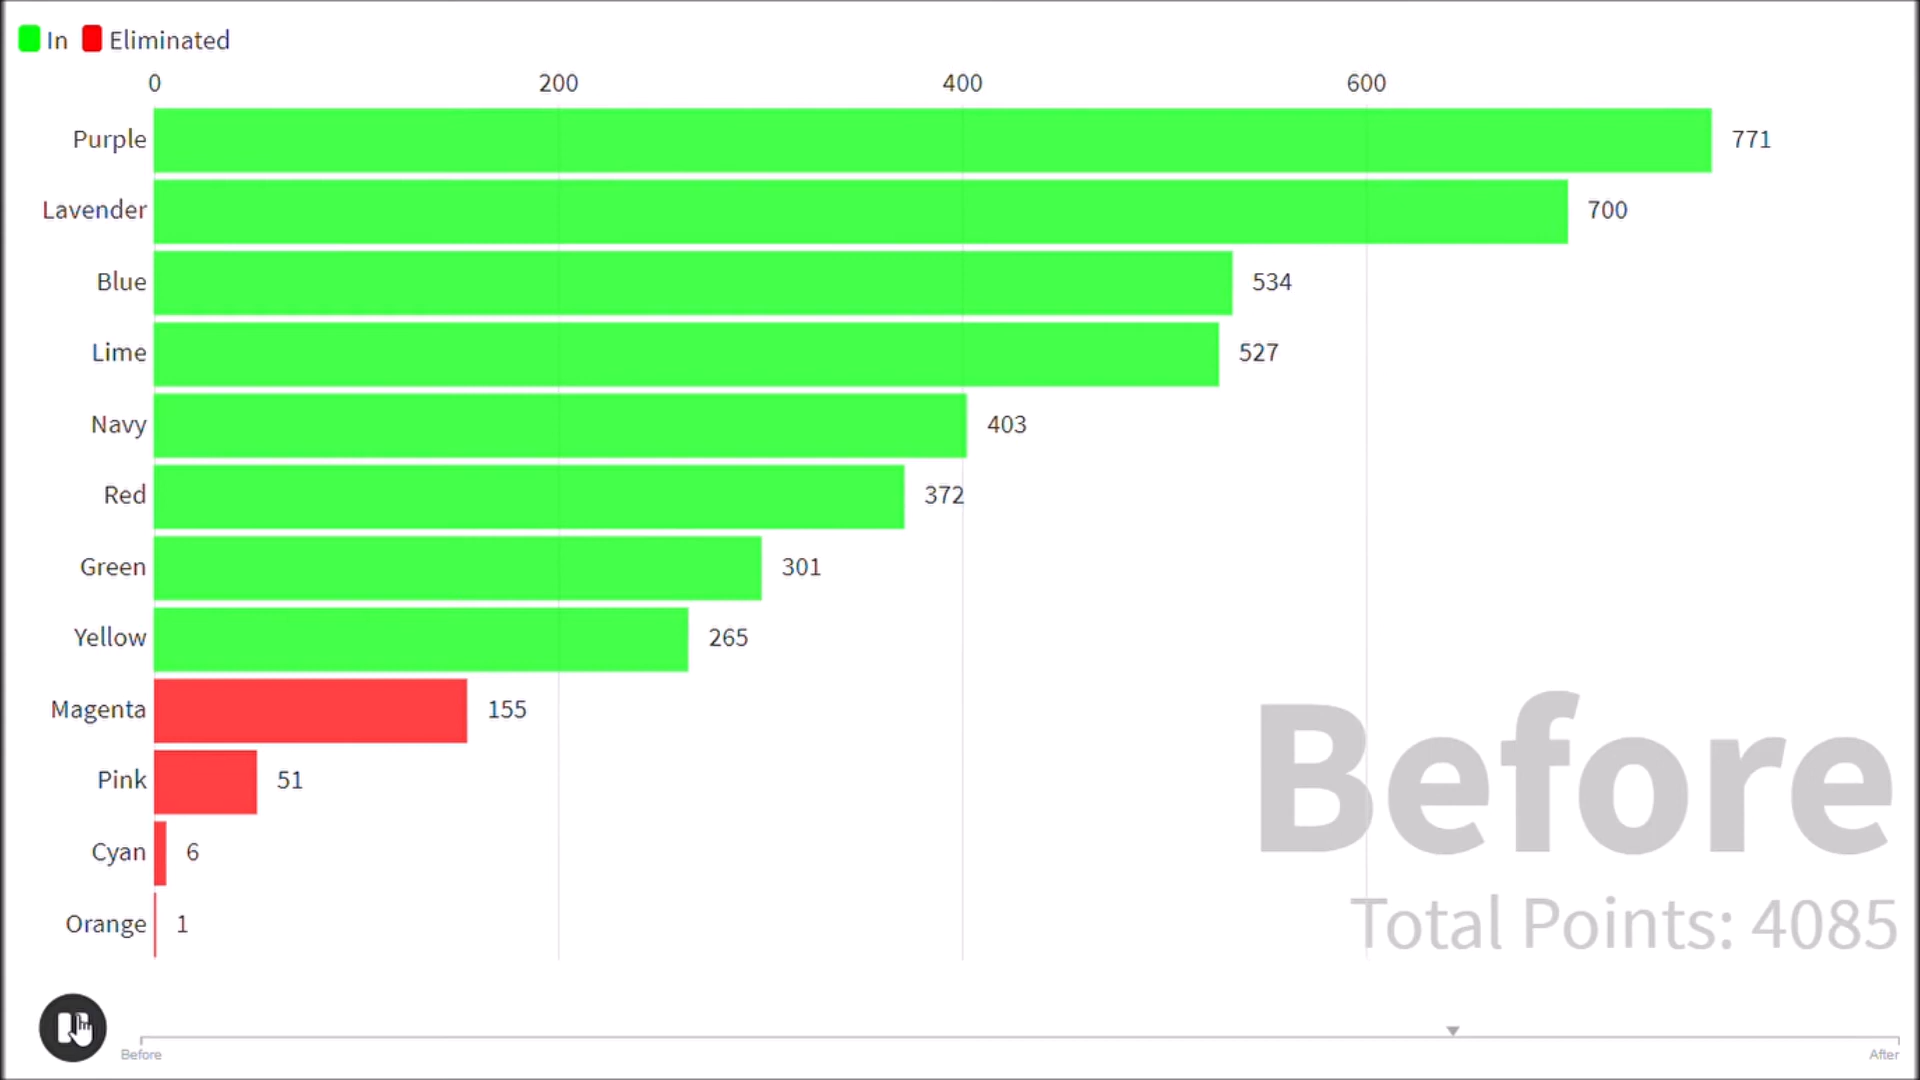 In Eliminated
0 200 400 600
Purple 771
Lavender 700
Blue 534
Lime 527
Navy 403
Red 372
Green 301
Yellow 265
Magenta 155
Pink 51
Cyan 6
Orange 1
Before
Total Points: 4085
Before After